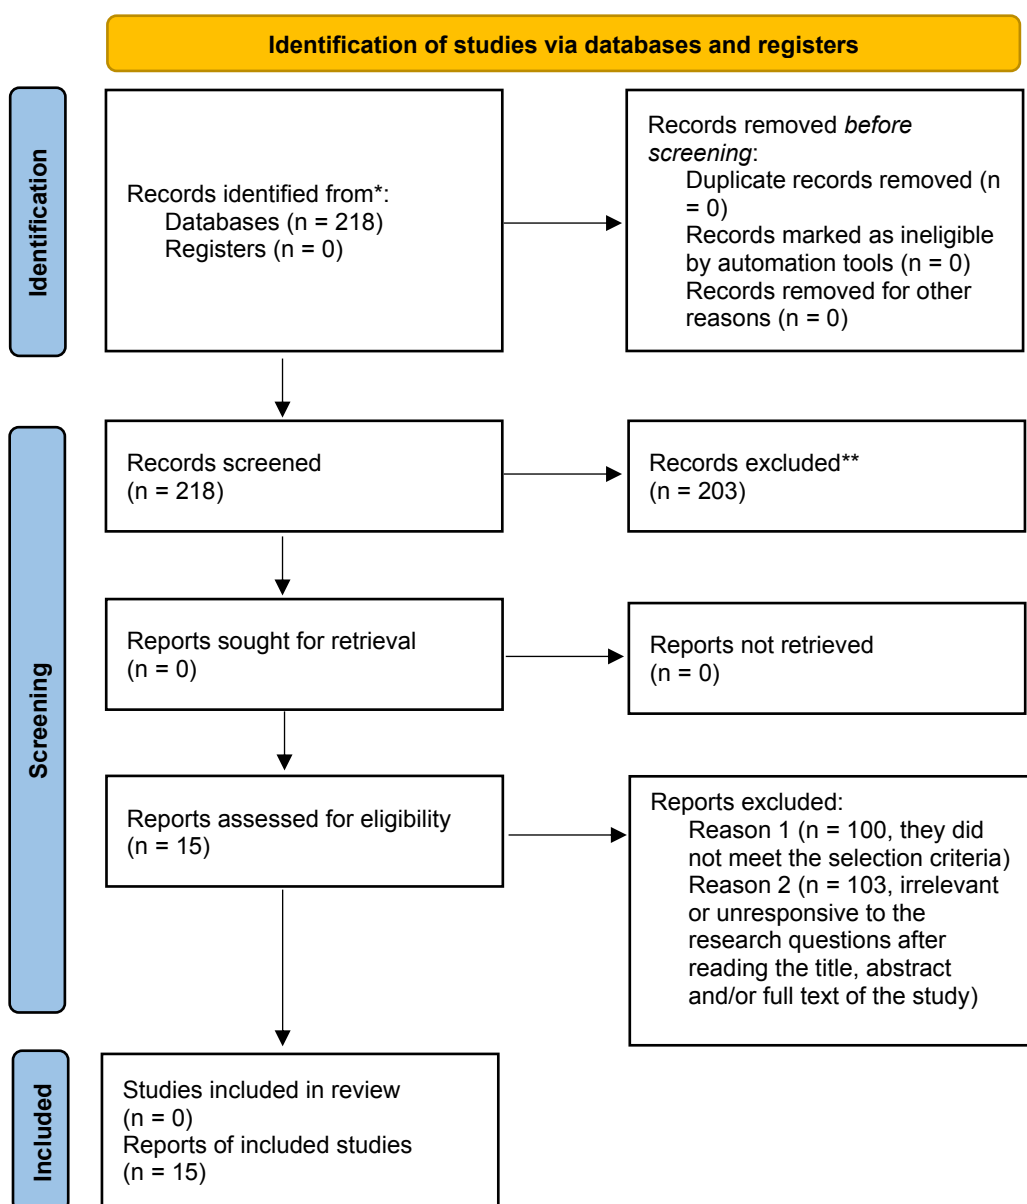 Identification of studies via databases and registers
Identification
Records identified from*:
Databases (n = 218)
Registers (n = 0)
Records removed before
screening:
Duplicate records removed (n
= 0)
Records marked as ineligible
by automation tools (n = 0)
Records removed for other
reasons (n = 0)
Screening
Records screened
(n = 218)
Records excluded**
(n = 203)
Reports sought for retrieval
(n = 0)
Reports not retrieved
(n = 0)
Reports assessed for eligibility
(n = 15)
Reports excluded:
Reason 1 (n = 100, they did
not meet the selection criteria)
Reason 2 (n = 103, irrelevant
or unresponsive to the
research questions after
reading the title, abstract
and/or full text of the study)
Included
Studies included in review
(n = 0)
Reports of included studies
(n = 15)